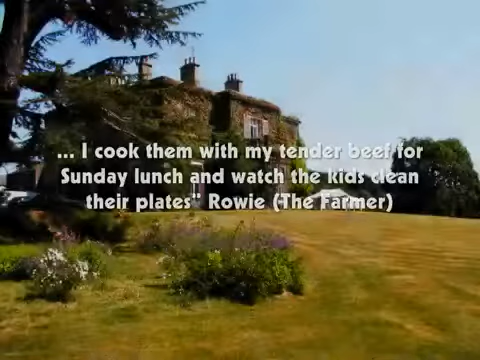 ... I cook them with my tender beef for
Sunday lunch and watch the kids clean
their plates" Rowie (The Farmer)